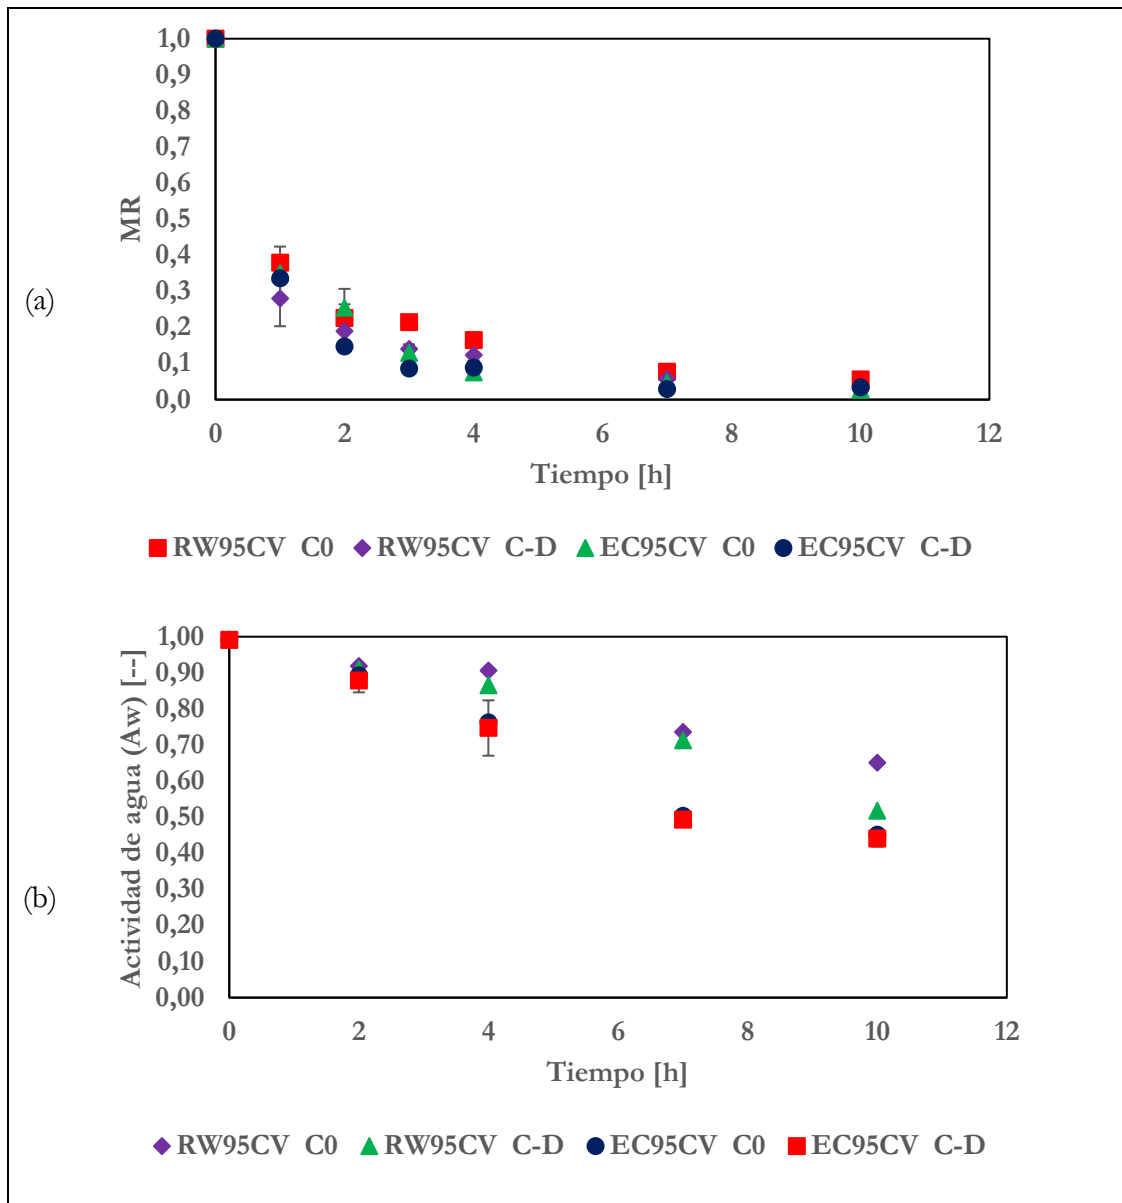 1,0
0,9
0,8
0,7
0,6
0,5
0,4
0,3
0,2
0,1
0,0
MR
(a)
0 2 4 6 8 10 12
Tiempo [h]
RW95CV C0 RW95CV C-D EC95CV C0 EC95CV C-D
1,00
0,90
0,80
0,70
0,60
0,50
0,40
0,30
0,20
0,10
0,00
Actividad de agua (Aw) [--]
(b)
0 2 4 6 8 10 12
Tiempo [h]
RW95CV C0 RW95CV C-D EC95CV C0 EC95CV C-D